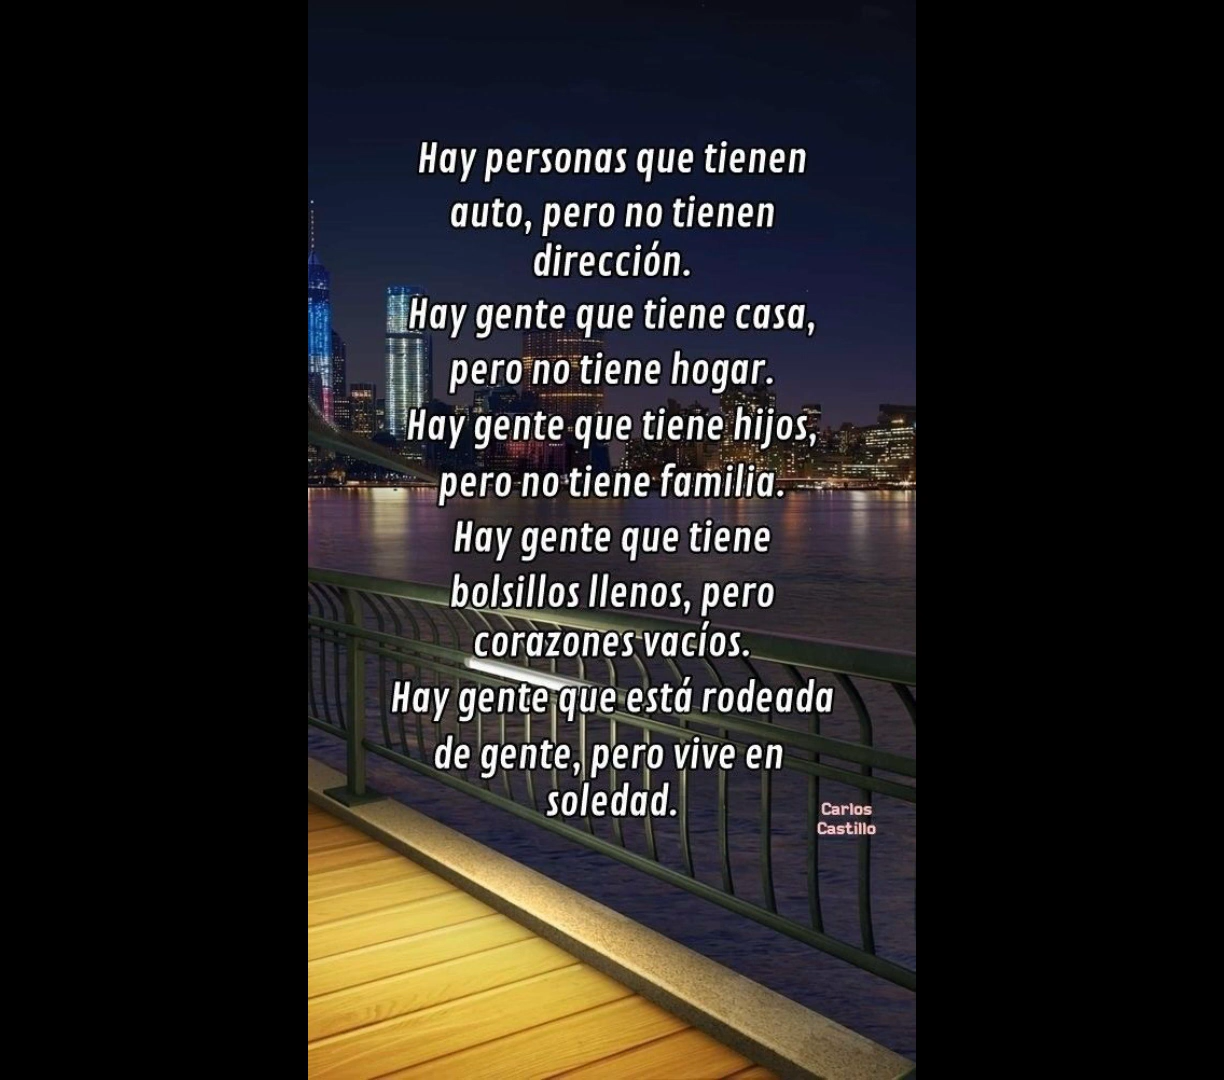 Hay personas que tienen
auto, pero no tienen
dirección.
Hay gente que tiene casa,
pero no tiene hogar.
Hay gente que tiene hijos,
pero no tiene familia.
Hay gente que tiene
bolsillos llenos, pero
corazones vacíos.
Hay gente que está rodeada
de gente, pero vive en
soledad.
Carlos
Castillo